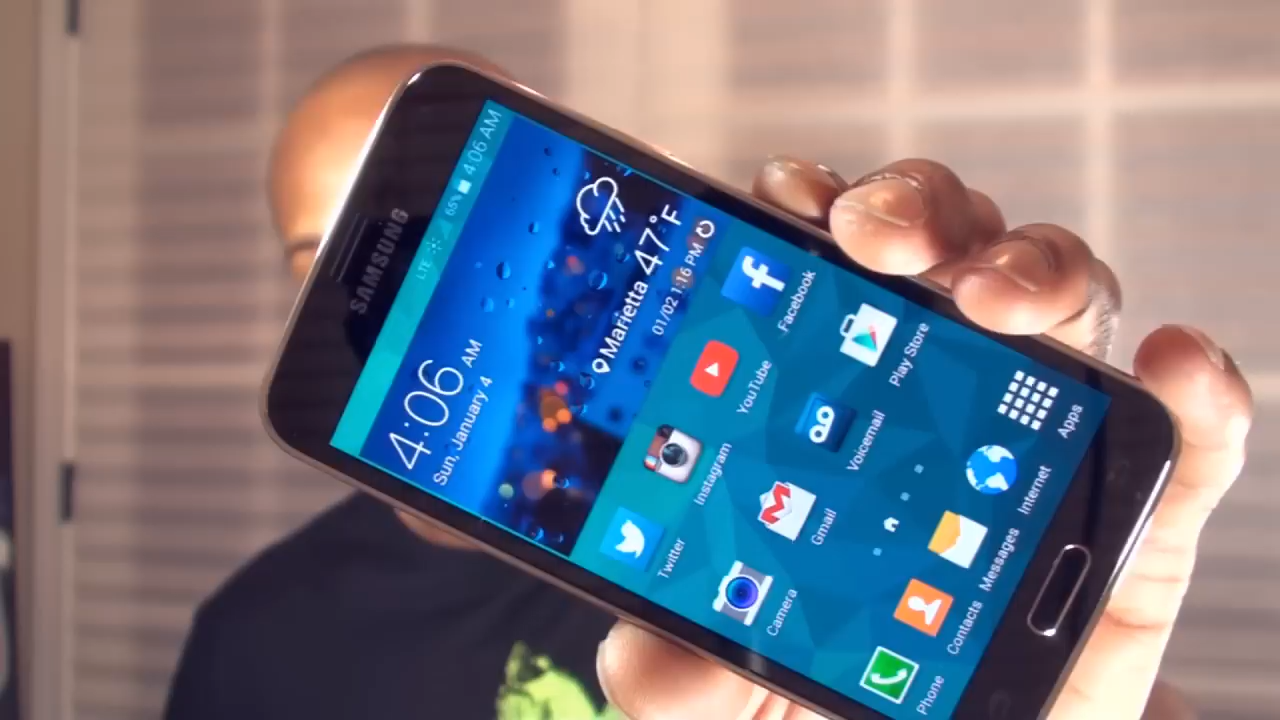 SAMSUNG
LTE 65% 4:06 AM
4:06 AM
Sun, January 4
Marietta 47°F
01/02 1:16 PM
Twitter
Instagram
YouTube
Facebook
Camera
Gmail
Voicemail
Play Store
Phone
Contacts
Messages
Internet
Apps